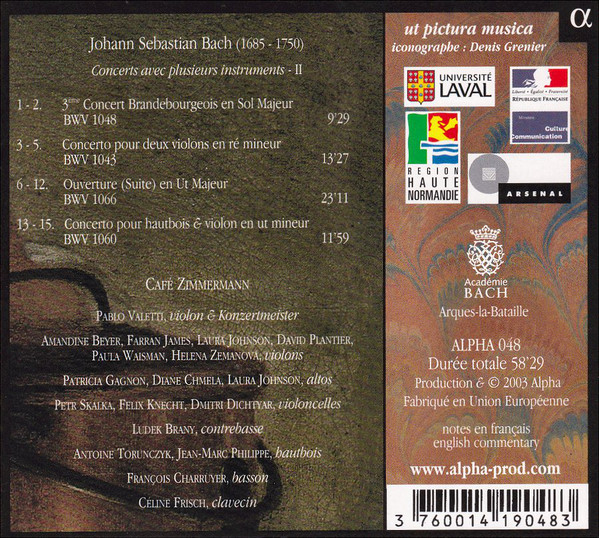 Johann Sebastian Bach (1685 - 1750)
Concerts avec plusieurs instruments - II
1 - 2. 3ème Concert Brandebourgeois en Sol Majeur
BWV 1048 9'29
3 - 5. Concerto pour deux violons en ré mineur
BWV 1043 13'27
6 - 12. Ouverture (Suite) en Ut Majeur
BWV 1066 23'11
13 - 15. Concerto pour hautbois & violon en ut mineur
BWV 1060 11'59
CAFÉ ZIMMERMANN
PABLO VALETTI, violon & Konzertmeister
AMANDINE BEYER, FARRAN JAMES, LAURA JOHNSON, DAVID PLANTIER,
PAULA WAISMAN, HELENA ZEMANOVA, violons
PATRICIA GAGNON, DIANE CHMELA, LAURA JOHNSON, altos
PETR SKALKA, FELIX KNECHT, DMITRI DICHTYAR, violoncelles
LUDEK BRANY, contrebasse
ANTOINE TORUNCZYK, JEAN-MARC PHILIPPE, hautbois
FRANÇOIS CHARRUYER, basson
CÉLINE FRISCH, clavecin
α
ut pictura musica
iconographe : Denis Grenier
UNIVERSITÉ
LAVAL
Liberté • Égalité • Fraternité
RÉPUBLIQUE FRANÇAISE
Ministère
Culture
Communication
REGION
HAUTE
NORMANDIE
ARSENAL
Académie
BACH
Arques-la-Bataille
ALPHA 048
Durée totale 58'29
Production & © 2003 Alpha
Fabriqué en Union Européenne
notes en français
english commentary
www.alpha-prod.com
3 760014 190483